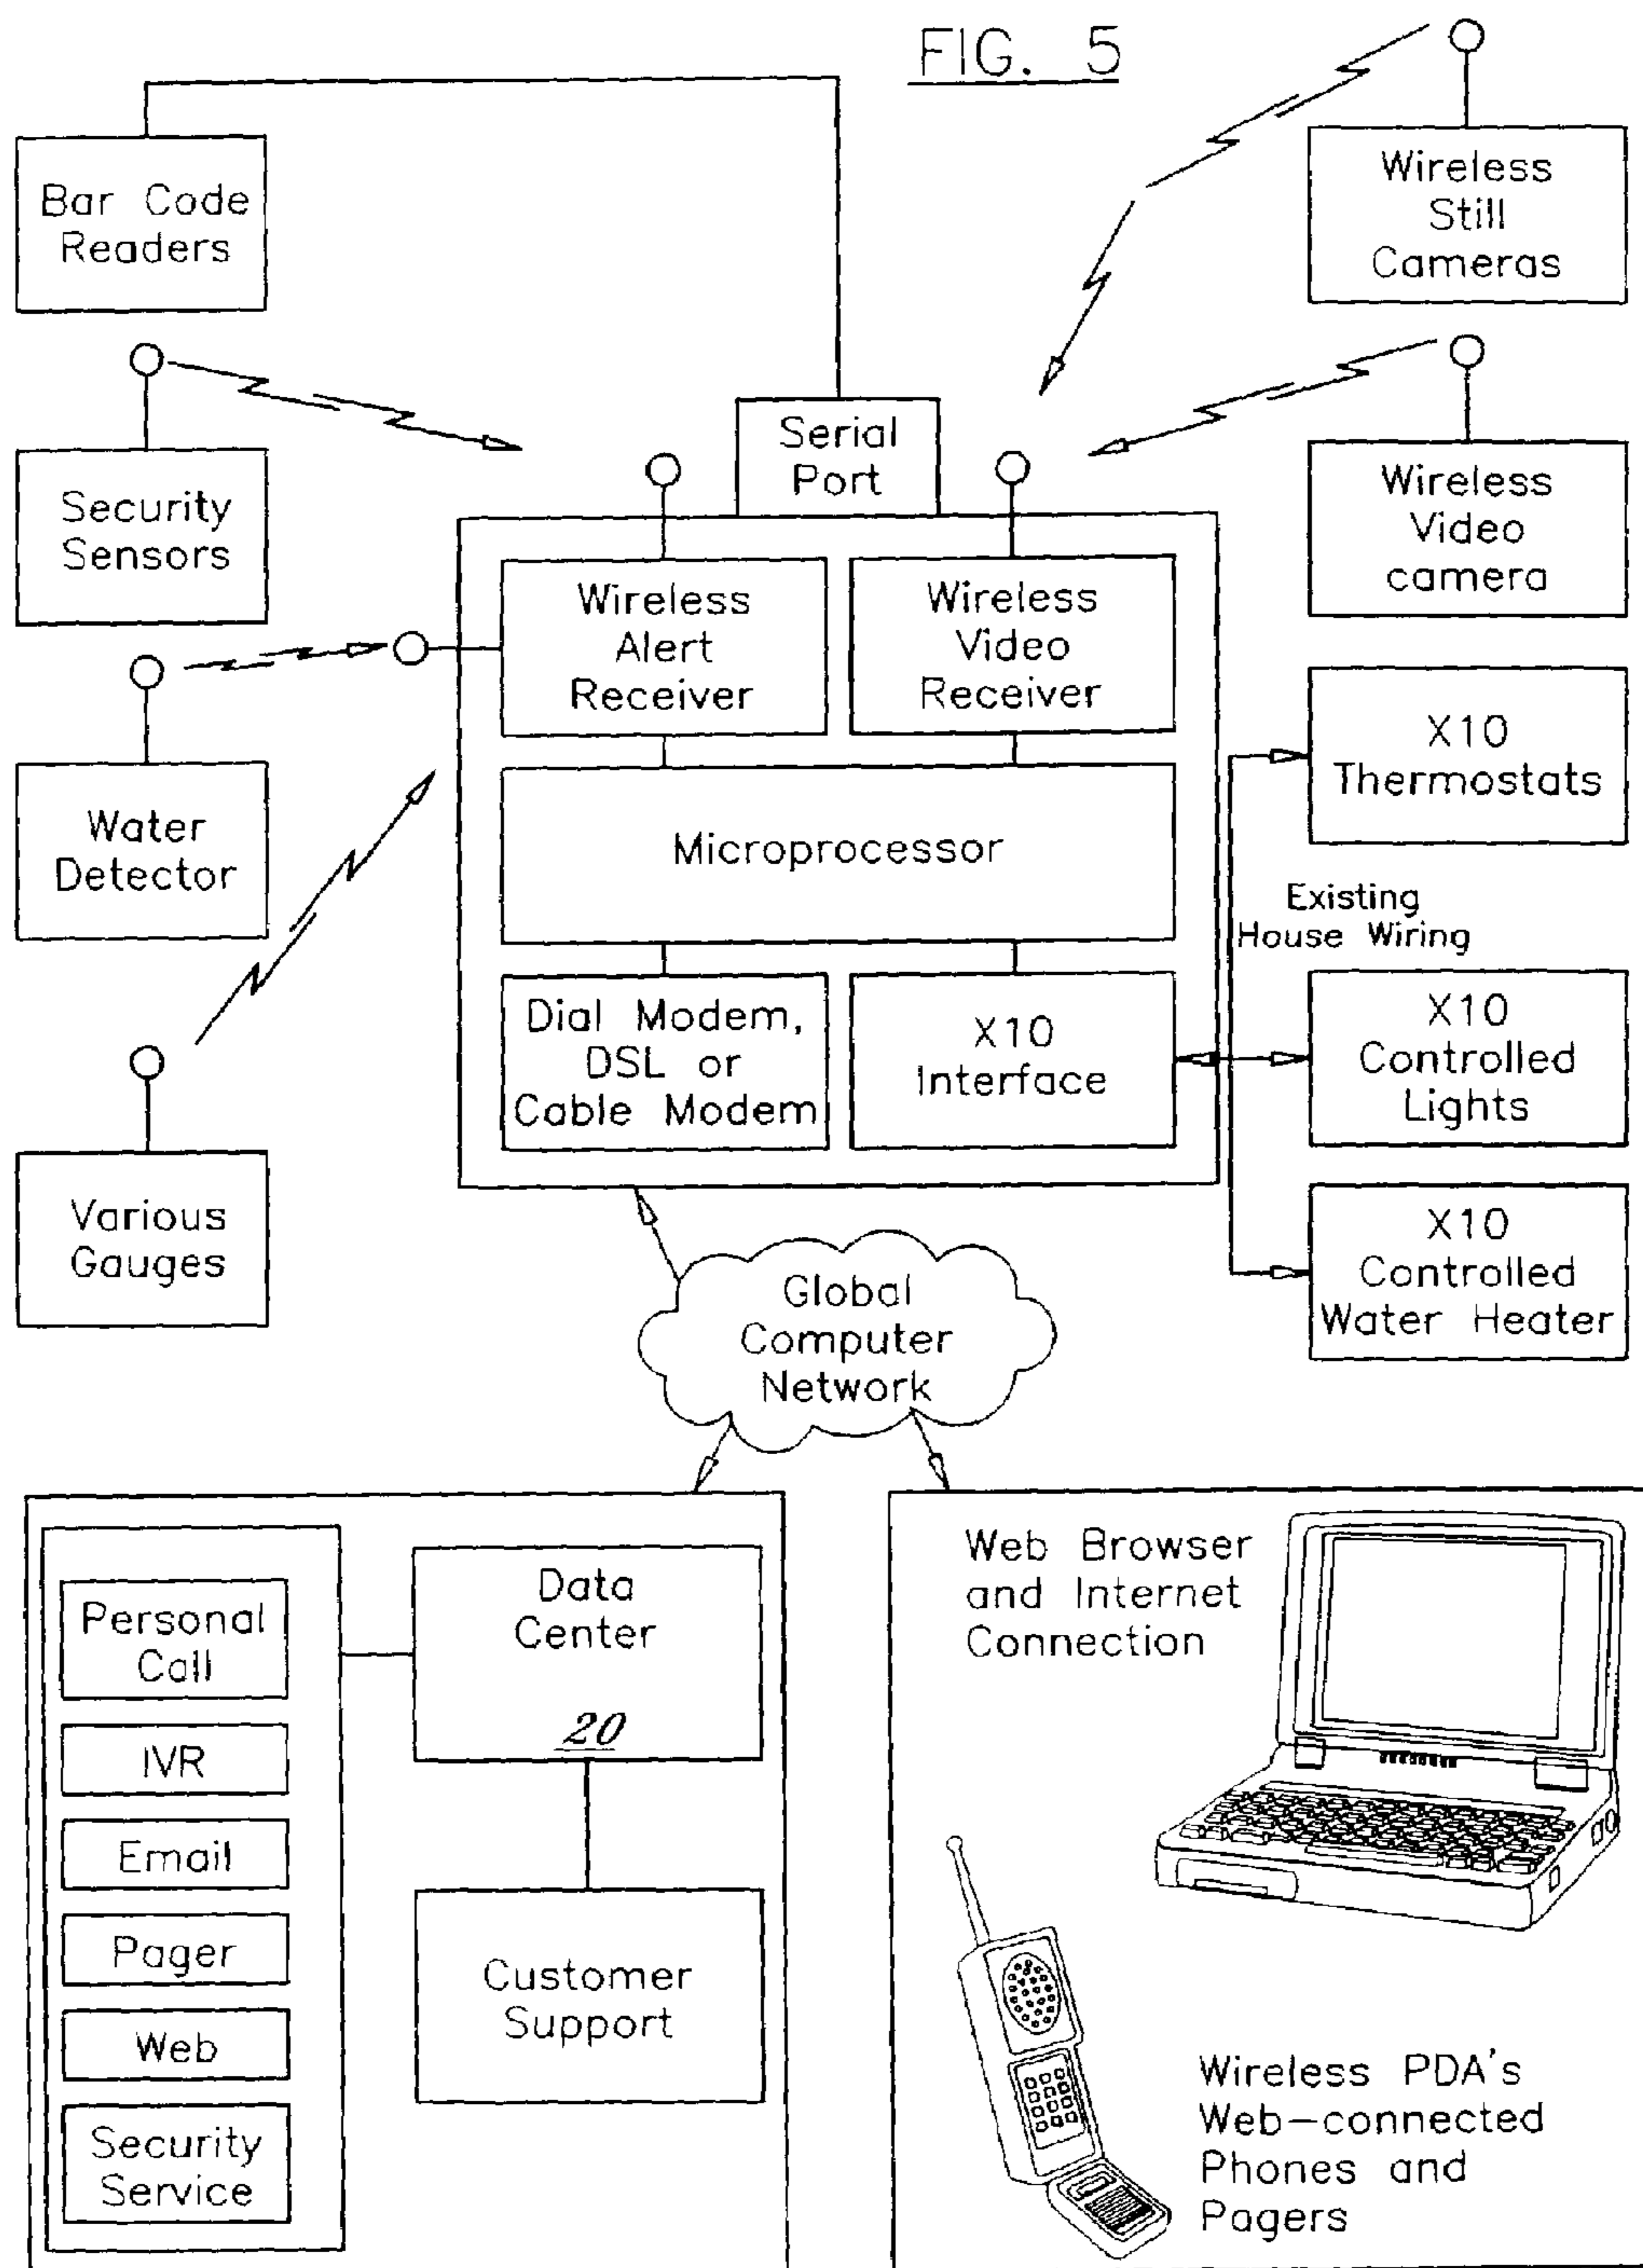 FIG. 5
Bar Code
Readers
Wireless
Still
Cameras
Serial
Port
Security
Sensors
Wireless
Video
camera
Wireless
Alert
Receiver
Wireless
Video
Receiver
X10
Thermostats
Water
Detector
Microprocessor
Existing
House Wiring
Dial Modem,
DSL or
Cable Modem
X10
Interface
X10
Controlled
Lights
Various
Gauges
X10
Controlled
Water Heater
Global
Computer
Network
Personal
Call
IVR
Email
Pager
Web
Security
Service
Data
Center
20
Customer
Support
Web Browser
and Internet
Connection
Wireless PDA's
Web-connected
Phones and
Pagers